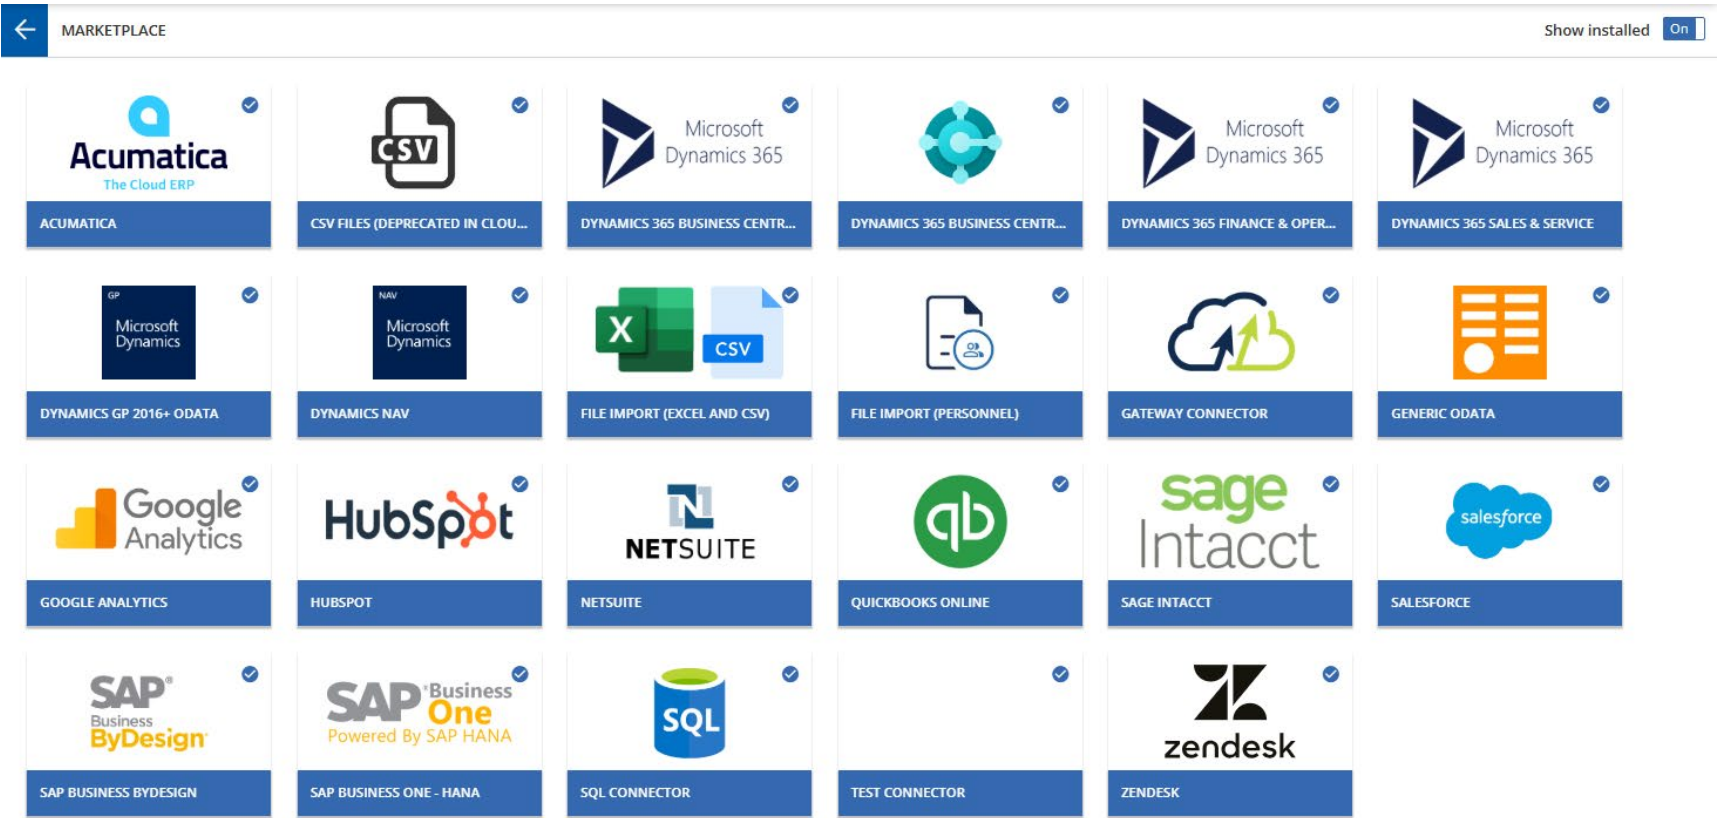 MARKETPLACE
Show installed On
Acumatica
The Cloud ERP
ACUMATICA
CSV
CSV FILES (DEPRECATED IN CLOU...
Microsoft
Dynamics 365
DYNAMICS 365 BUSINESS CENTR...
DYNAMICS 365 BUSINESS CENTR...
Microsoft
Dynamics 365
DYNAMICS 365 FINANCE & OPER...
Microsoft
Dynamics 365
DYNAMICS 365 SALES & SERVICE
GP
Microsoft
Dynamics
DYNAMICS GP 2016+ ODATA
NAV
Microsoft
Dynamics
DYNAMICS NAV
X
CSV
FILE IMPORT (EXCEL AND CSV)
FILE IMPORT (PERSONNEL)
GATEWAY CONNECTOR
GENERIC ODATA
Google
Analytics
GOOGLE ANALYTICS
HubSpot
HUBSPOT
N
NETSUITE
NETSUITE
qb
QUICKBOOKS ONLINE
sage
Intacct
SAGE INTACCT
salesforce
SALESFORCE
SAP®
Business
ByDesign
SAP BUSINESS BYDESIGN
SAP®Business
One
Powered By SAP HANA
SAP BUSINESS ONE - HANA
SQL
SQL CONNECTOR
TEST CONNECTOR
zendesk
ZENDESK